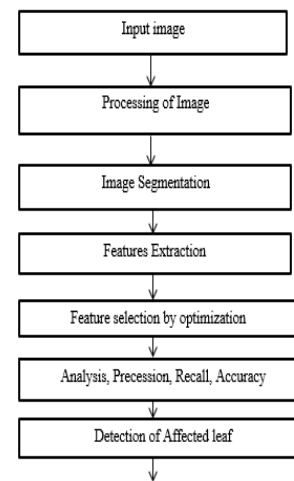 Input image
Processing of Image
Image Segmentation
Features Extraction
Feature selection by optimization
Analysis, Precession, Recall, Accuracy
Detection of Affected leaf